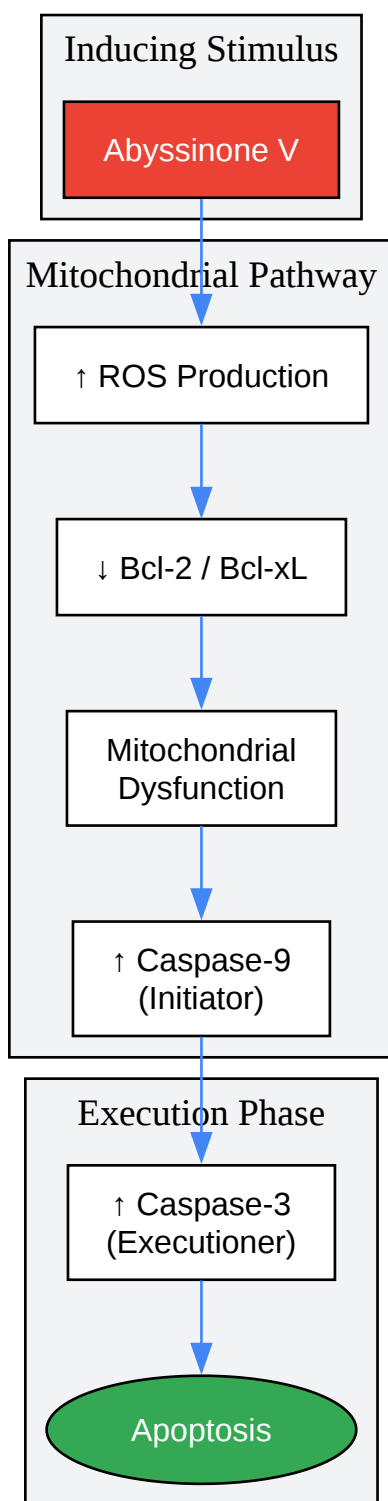 Inducing Stimulus
Abyssinone V
Mitochondrial Pathway
↑ ROS Production
↓ Bcl-2 / Bcl-xL
Mitochondrial
Dysfunction
↑ Caspase-9
(Initiator)
Execution Phase
↑ Caspase-3
(Executioner)
Apoptosis